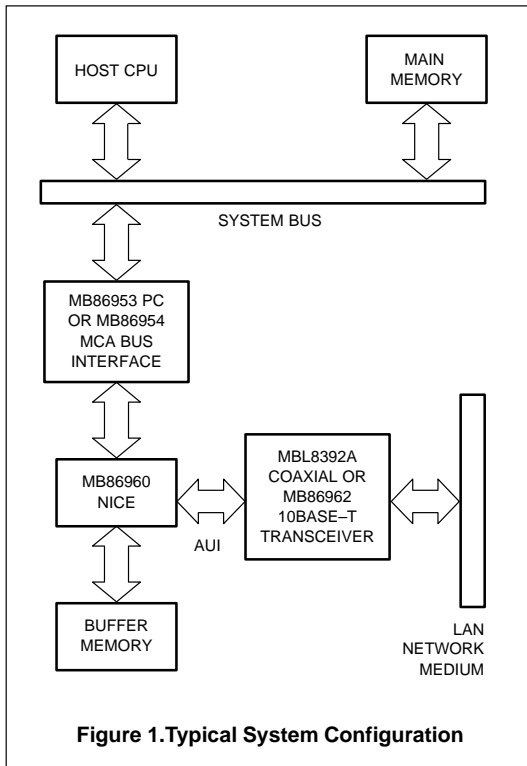 HOST CPU
MAIN
MEMORY
SYSTEM BUS
MB86953 PC
OR MB86954
MCA BUS
INTERFACE
MB86960
NICE
AUI
MBL8392A
COAXIAL OR
MB86962
10BASE–T
TRANSCEIVER
BUFFER
MEMORY
LAN
NETWORK
MEDIUM
Figure 1.Typical System Configuration